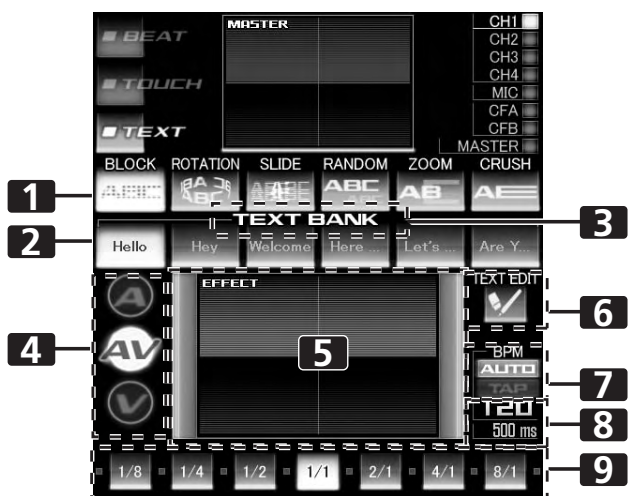 BEAT
MASTER
CH1
CH2
CH3
TOUCH
CH4
MIC
CFA
TEXT
CFB
MASTER
BLOCK ROTATION SLIDE RANDOM ZOOM CRUSH
1
ABC
TEXT BANK
3
2
Hello Hey Welcome Here ... Let's ... Are Y...
EFFECT
TEXT EDIT
A
6
4
AV
5
BPM
AUTO
TAP
7
V
120
500 ms
8
1/8 1/4 1/2 1/1 2/1 4/1 8/1
9